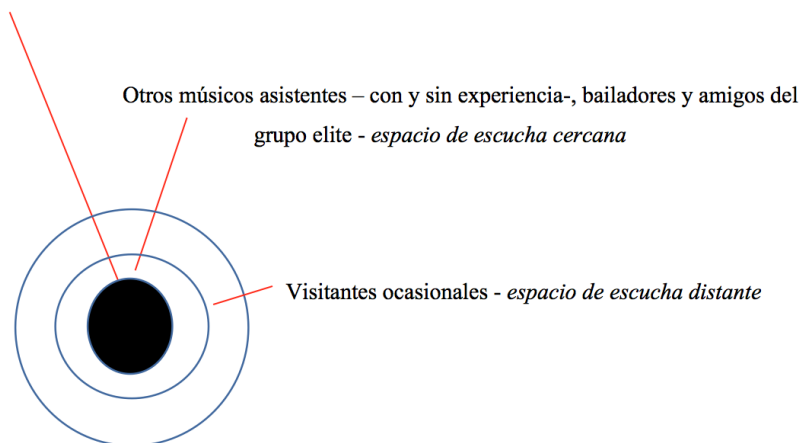 Otros músicos asistentes – con y sin experiencia-, bailadores y amigos del
grupo elite - espacio de escucha cercana
Visitantes ocasionales - espacio de escucha distante